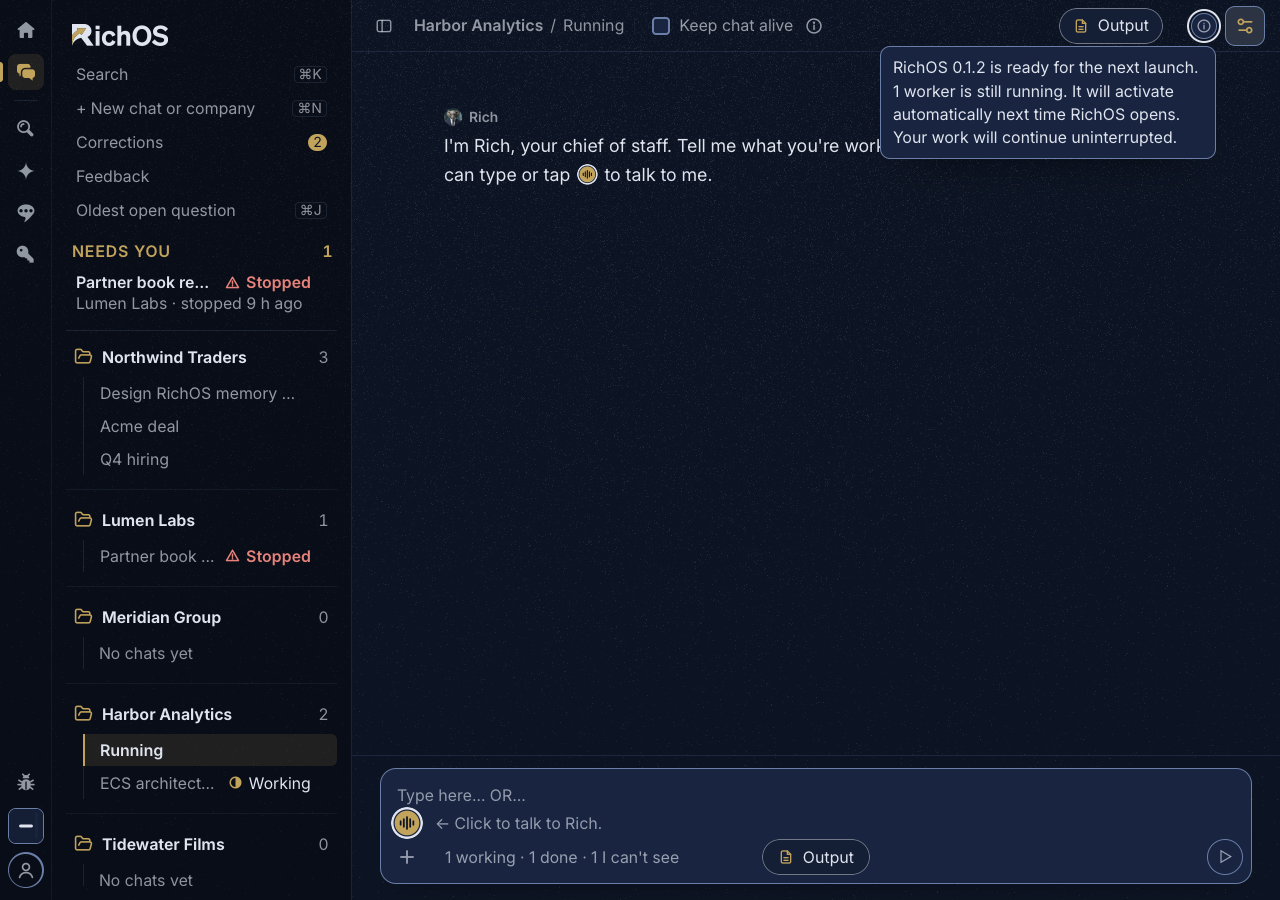 RichOS
Search ⌘K
+ New chat or company ⌘N
Corrections 2
Feedback
Oldest open question ⌘J
NEEDS YOU 1
Partner book re... Stopped
Lumen Labs · stopped 9 h ago
Northwind Traders 3
Design RichOS memory ...
Acme deal
Q4 hiring
Lumen Labs 1
Partner book ... Stopped
Meridian Group 0
No chats yet
Harbor Analytics 2
Running
ECS architect... Working
Tidewater Films 0
No chats yet
Harbor Analytics / Running Keep chat alive Output
RichOS 0.1.2 is ready for the next launch.
1 worker is still running. It will activate
automatically next time RichOS opens.
Your work will continue uninterrupted.
Rich
I'm Rich, your chief of staff. Tell me what you're
can type or tap to talk to me.
Type here... OR...
← Click to talk to Rich.
1 working · 1 done · 1 I can't see Output